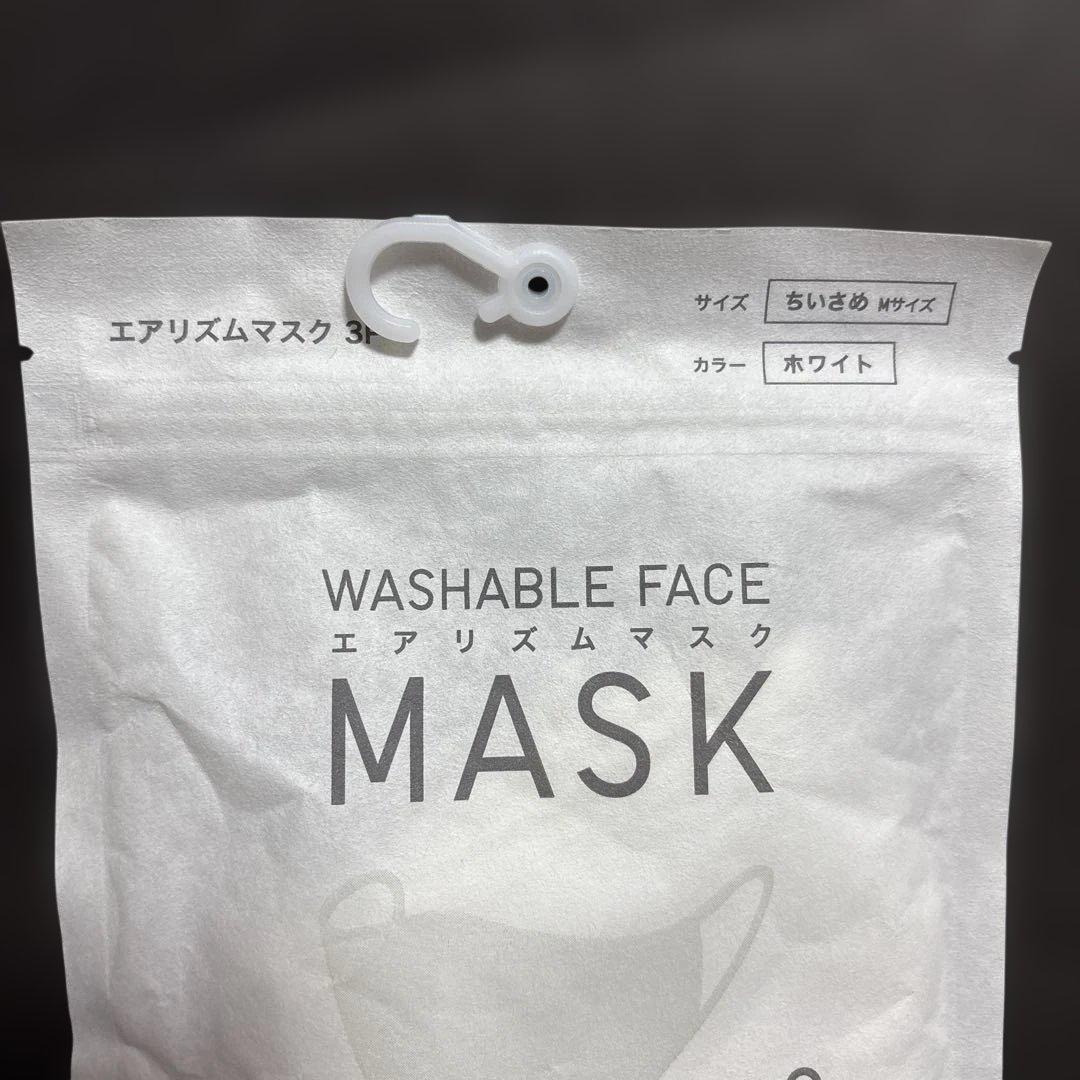 エアリズムマスク 3P
サイズ ちいさめ Mサイズ
カラー ホワイト
WASHABLE FACE
エアリズムマスク
MASK